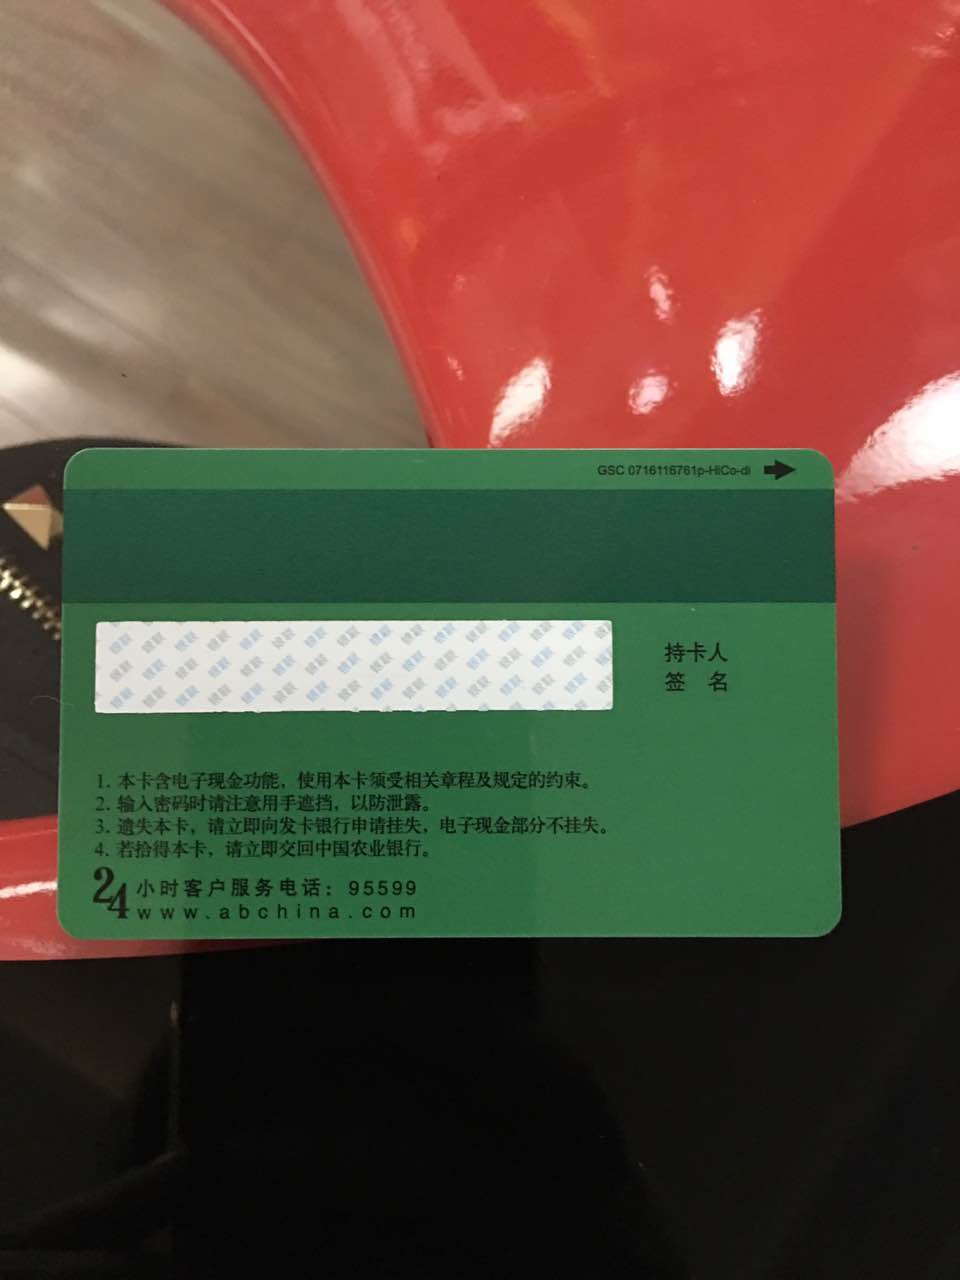 GSC 0716116761p-HiCo-di
持卡人
签 名
1. 本卡含电子现金功能，使用本卡须受相关章程及规定的约束。
2. 输入密码时请注意用手遮挡，以防泄露。
3. 遗失本卡，请立即向发卡银行申请挂失，电子现金部分不挂失。
4. 若拾得本卡，请立即交回中国农业银行。
24小时客户服务电话：95599
www.abchina.com